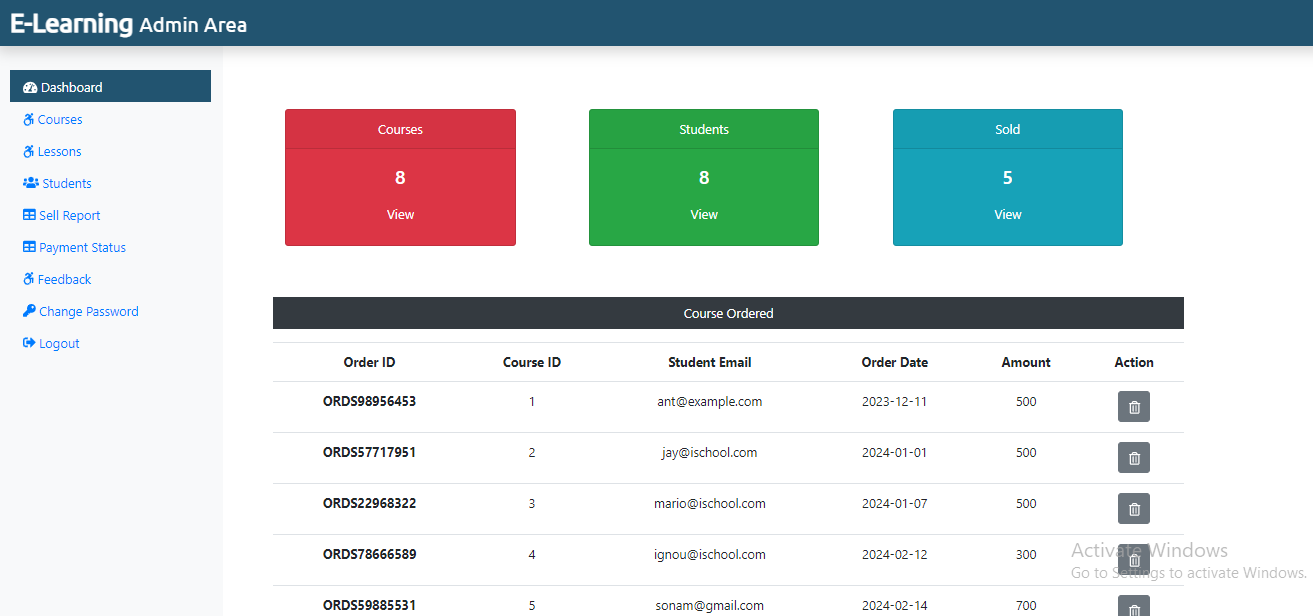 E-Learning Admin Area
Dashboard
Courses
Lessons
Students
Sell Report
Payment Status
Feedback
Change Password
Logout
Courses
8
View
Students
8
View
Sold
5
View
Course Ordered
Order ID Course ID Student Email Order Date Amount Action
ORDS98956453 1 ant@example.com 2023-12-11 500
ORDS57717951 2 jay@ischool.com 2024-01-01 500
ORDS22968322 3 mario@ischool.com 2024-01-07 500
ORDS78666589 4 ignou@ischool.com 2024-02-12 300
ORDS59885531 5 sonam@gmail.com 2024-02-14 700
Activate Windows
Go to Settings to activate Windows.